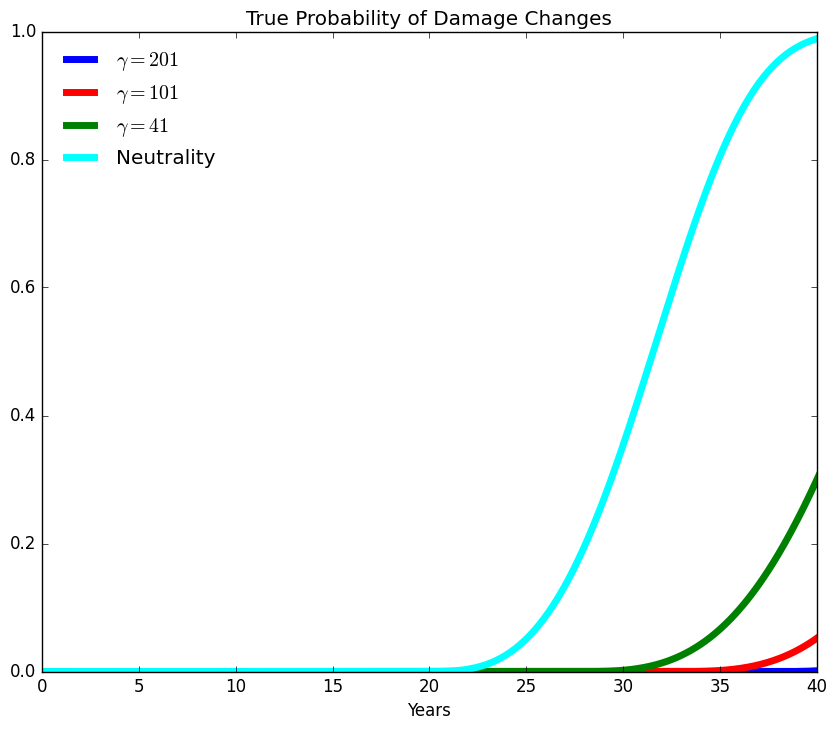 True Probability of Damage Changes
γ = 201
γ = 101
γ = 41
Neutrality
1.0
0.8
0.6
0.4
0.2
0.0
0 5 10 15 20 25 30 35 40
Years